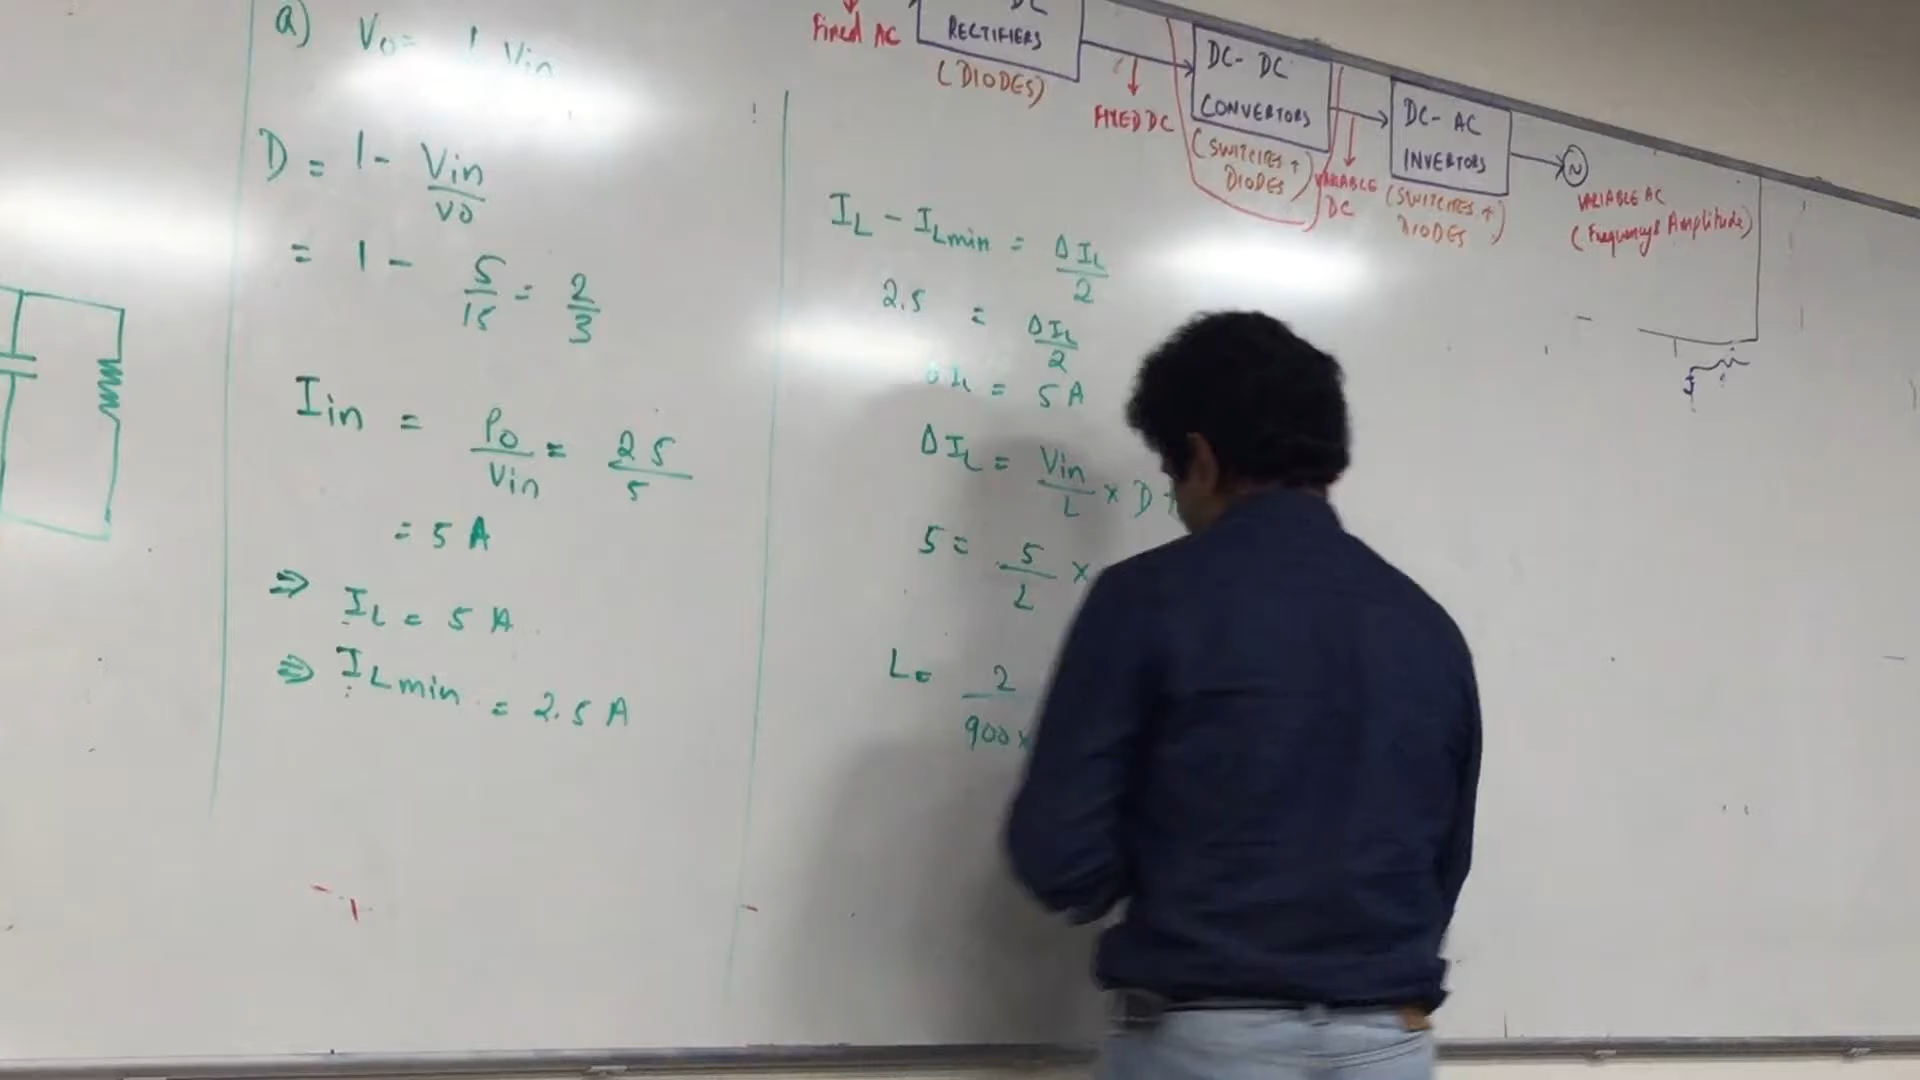 a) Vo = 1 Vin
D = 1 - Vin/Vo
= 1 - 5/15 = 2/3
Iin = Po/Vin = 25/5
= 5 A
⇒ IL = 5 A
⇒ ILmin = 2.5 A
IL - ILmin = ΔIL/2
2.5 = ΔIL/2
ΔIL = 5 A
ΔIL = Vin/L × D
5 = 5/L ×
L = 2
900 ×
Fixed AC
RECTIFIERS
(DIODES)
FIXED DC
DC - DC
CONVERTORS
(SWITCHES +
DIODES)
VARIABLE
DC
DC - AC
INVERTORS
(SWITCHES +
DIODES)
N
VARIABLE AC
(Frequency & Amplitude)